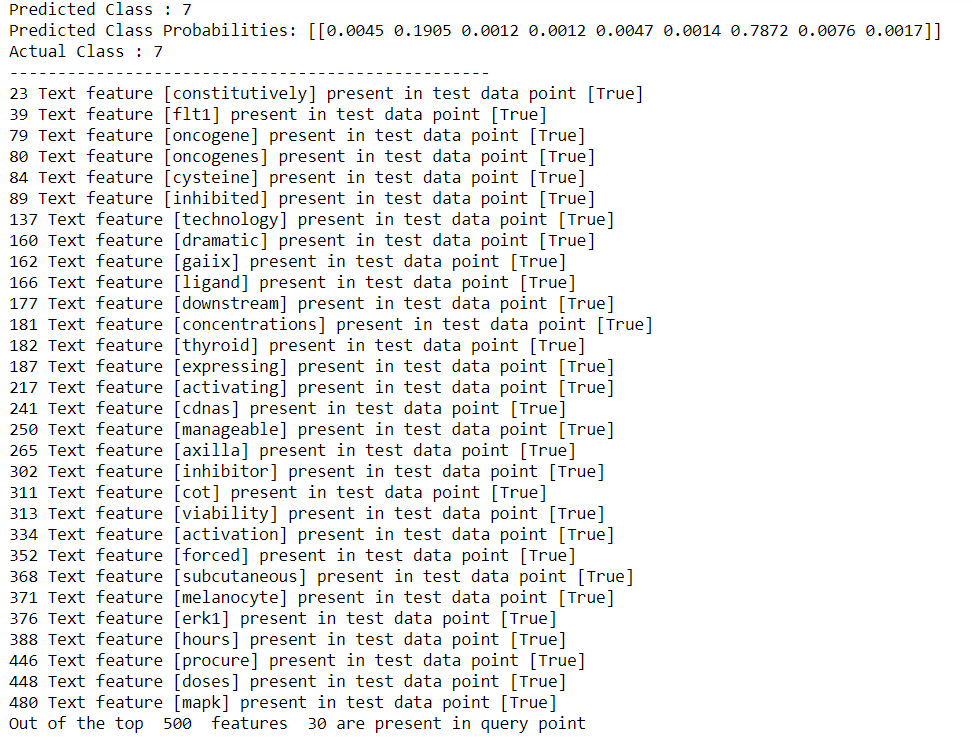 Predicted Class : 7
Predicted Class Probabilities: [[0.0045 0.1905 0.0012 0.0012 0.0047 0.0014 0.7872 0.0076 0.0017]]
Actual Class : 7
--------------------------------------------------
23 Text feature [constitutively] present in test data point [True]
39 Text feature [flt1] present in test data point [True]
79 Text feature [oncogene] present in test data point [True]
80 Text feature [oncogenes] present in test data point [True]
84 Text feature [cysteine] present in test data point [True]
89 Text feature [inhibited] present in test data point [True]
137 Text feature [technology] present in test data point [True]
160 Text feature [dramatic] present in test data point [True]
162 Text feature [gaiix] present in test data point [True]
166 Text feature [ligand] present in test data point [True]
177 Text feature [downstream] present in test data point [True]
181 Text feature [concentrations] present in test data point [True]
182 Text feature [thyroid] present in test data point [True]
187 Text feature [expressing] present in test data point [True]
217 Text feature [activating] present in test data point [True]
241 Text feature [cdnas] present in test data point [True]
250 Text feature [manageable] present in test data point [True]
265 Text feature [axilla] present in test data point [True]
302 Text feature [inhibitor] present in test data point [True]
311 Text feature [cot] present in test data point [True]
313 Text feature [viability] present in test data point [True]
334 Text feature [activation] present in test data point [True]
352 Text feature [forced] present in test data point [True]
368 Text feature [subcutaneous] present in test data point [True]
371 Text feature [melanocyte] present in test data point [True]
376 Text feature [erk1] present in test data point [True]
388 Text feature [hours] present in test data point [True]
446 Text feature [procure] present in test data point [True]
448 Text feature [doses] present in test data point [True]
480 Text feature [mapk] present in test data point [True]
Out of the top  500  features  30 are present in query point